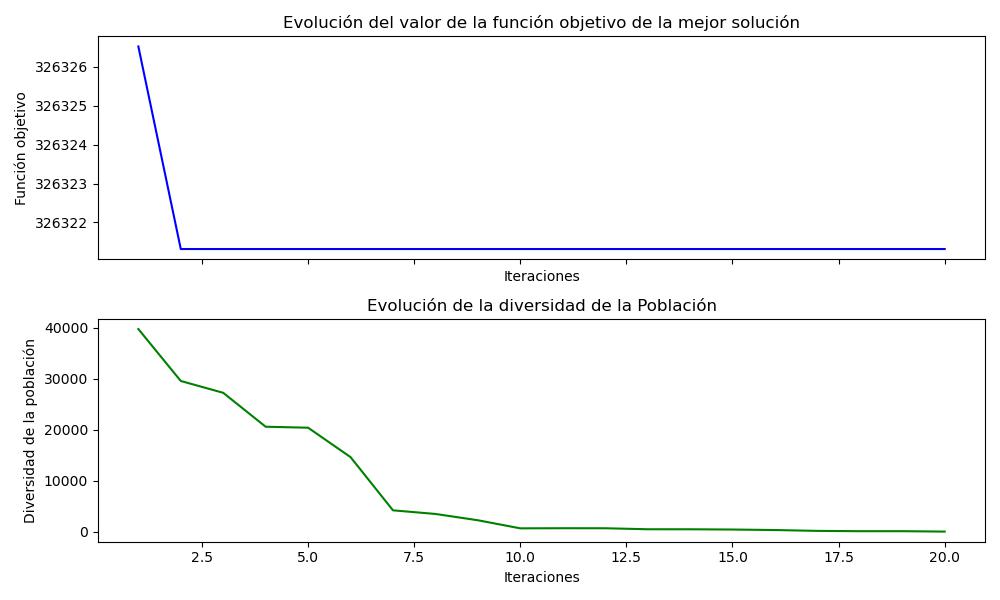 Evolución del valor de la función objetivo de la mejor solución
Función objetivo
326326
326325
326324
326323
326322
Iteraciones
Evolución de la diversidad de la Población
Diversidad de la población
40000
30000
20000
10000
0
2.5 5.0 7.5 10.0 12.5 15.0 17.5 20.0
Iteraciones